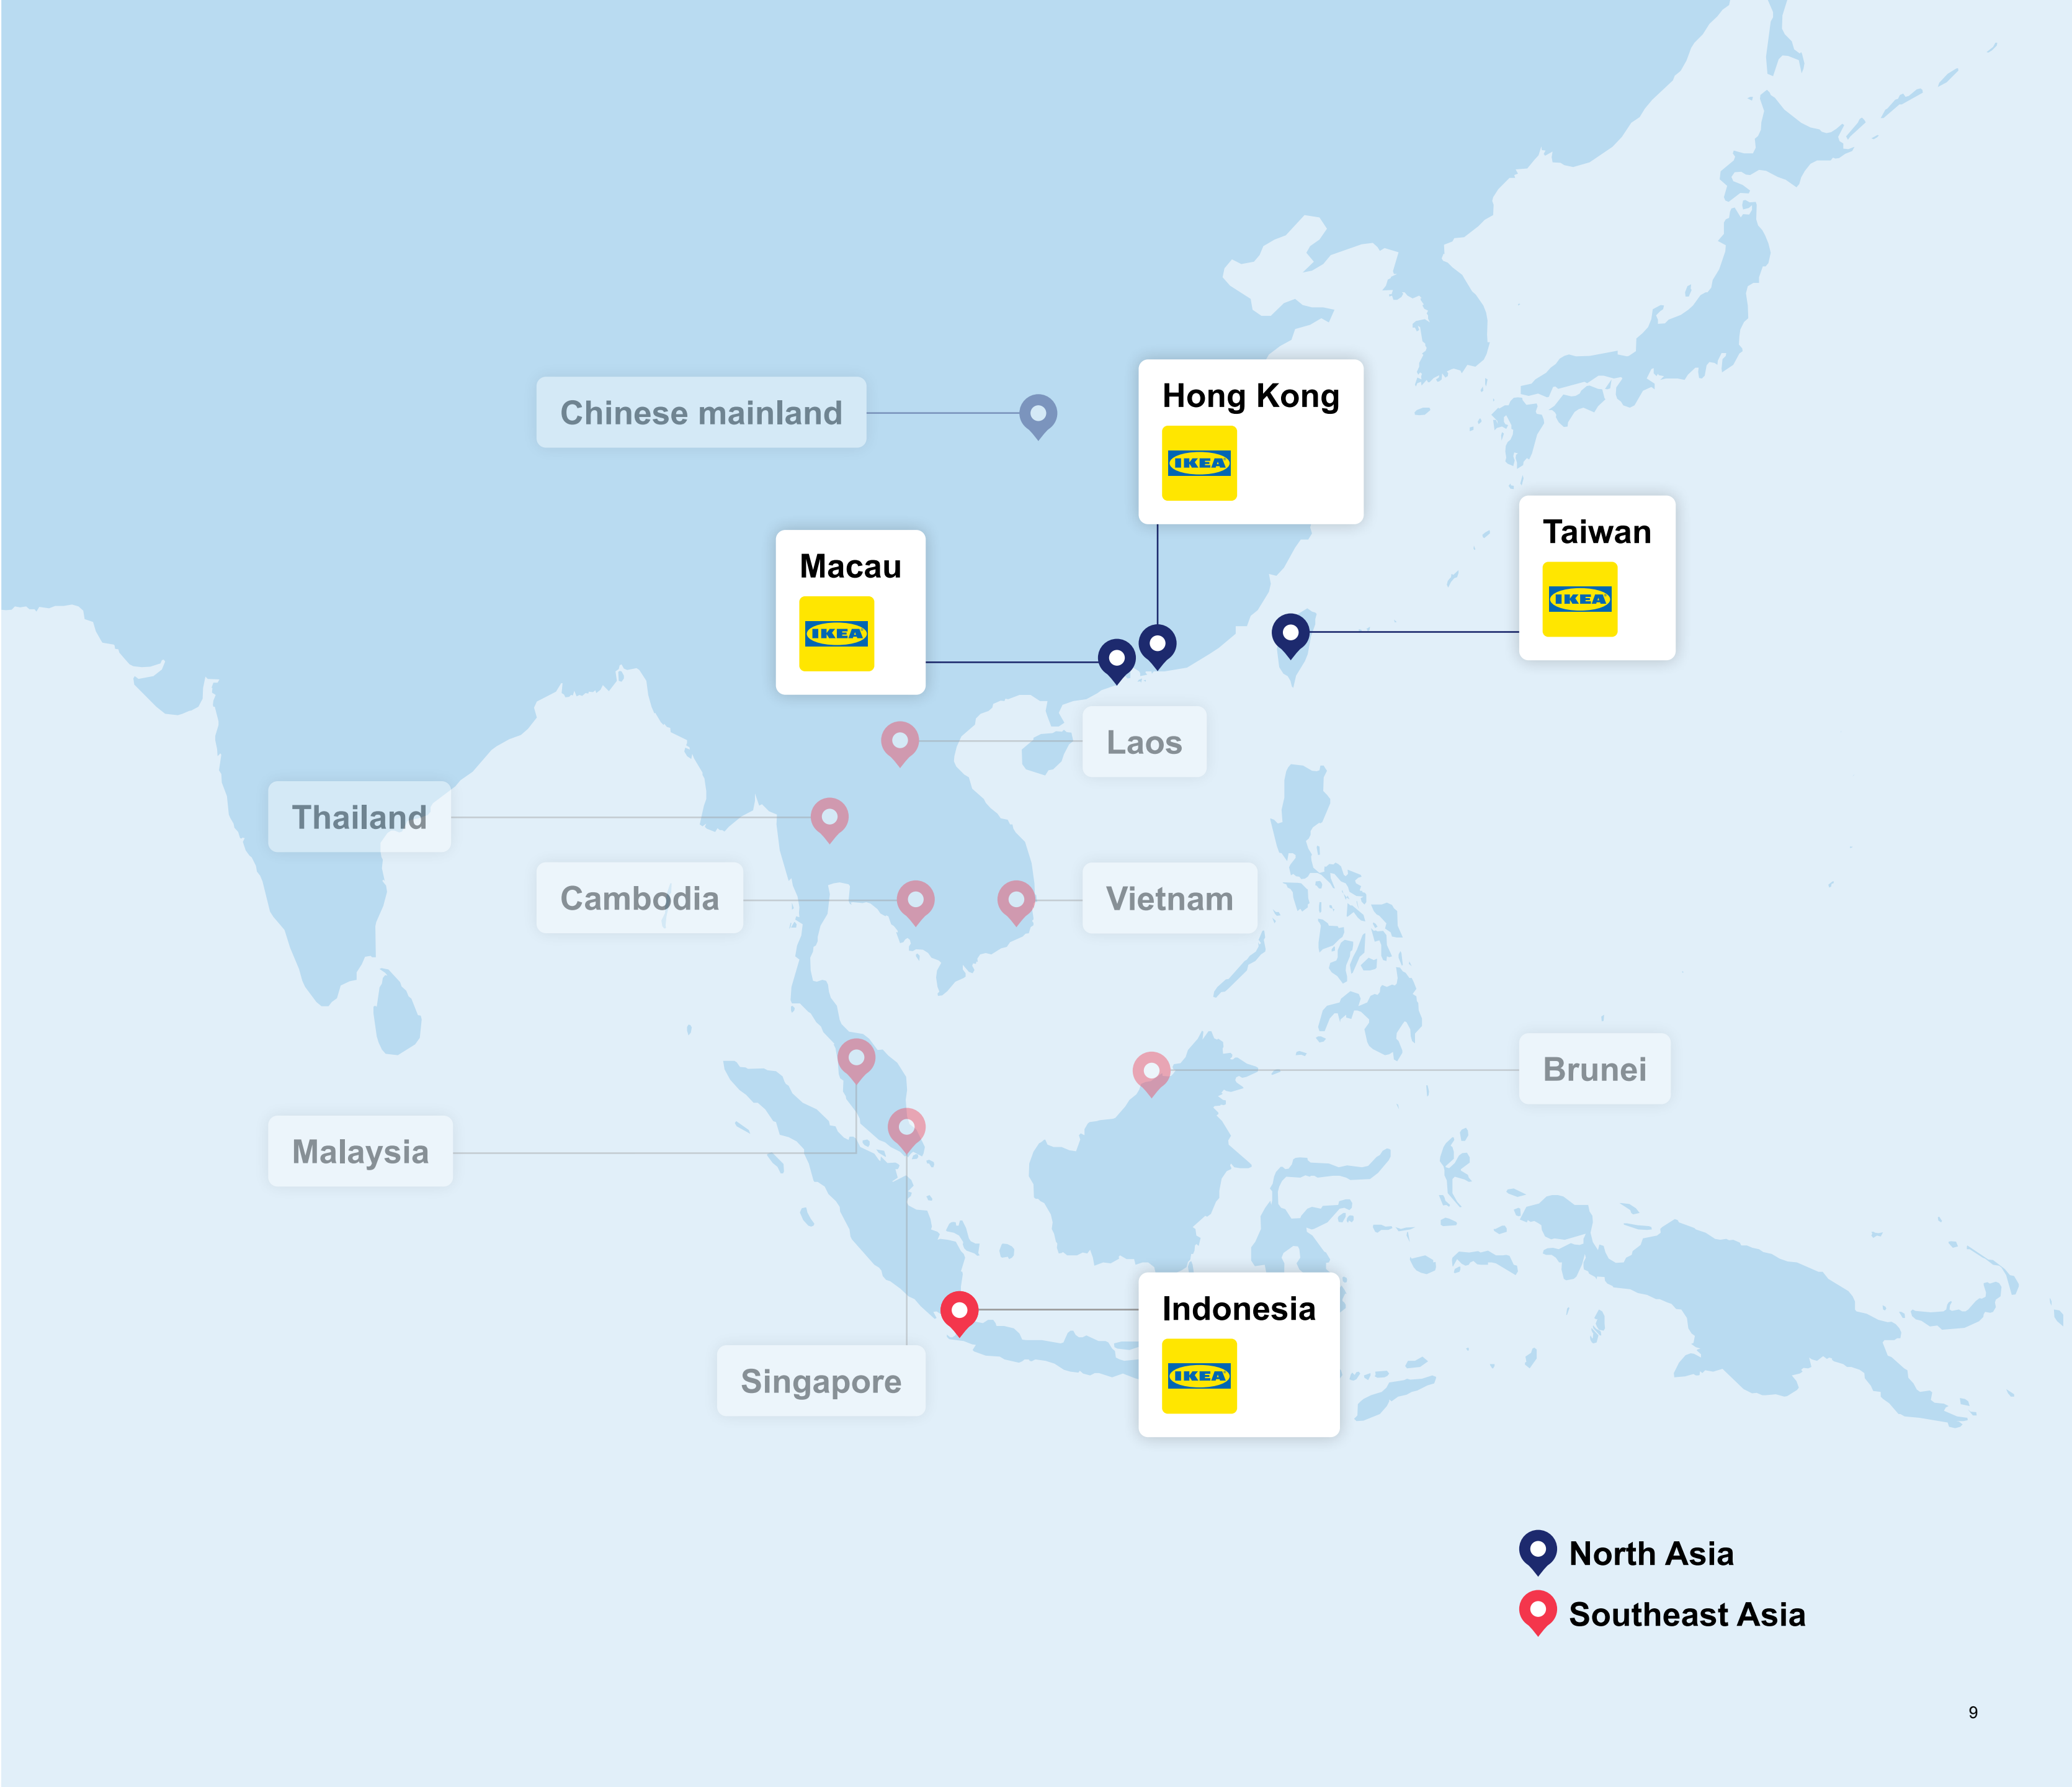 Chinese mainland
Hong Kong
IKEA
Taiwan
IKEA
Macau
IKEA
Laos
Thailand
Cambodia
Vietnam
Brunei
Malaysia
Indonesia
IKEA
Singapore
North Asia
Southeast Asia
9